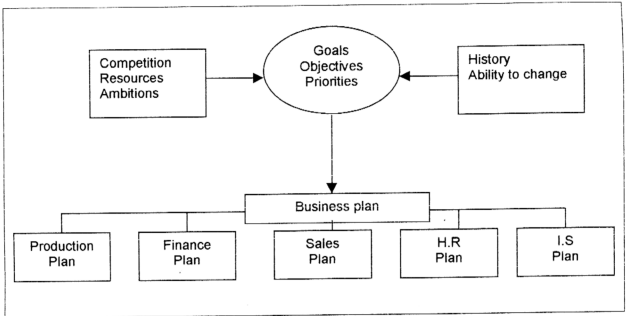 Competition
Resources
Ambitions
Goals
Objectives
Priorities
History
Ability to change
Business plan
Production
Plan
Finance
Plan
Sales
Plan
H.R
Plan
I.S
Plan